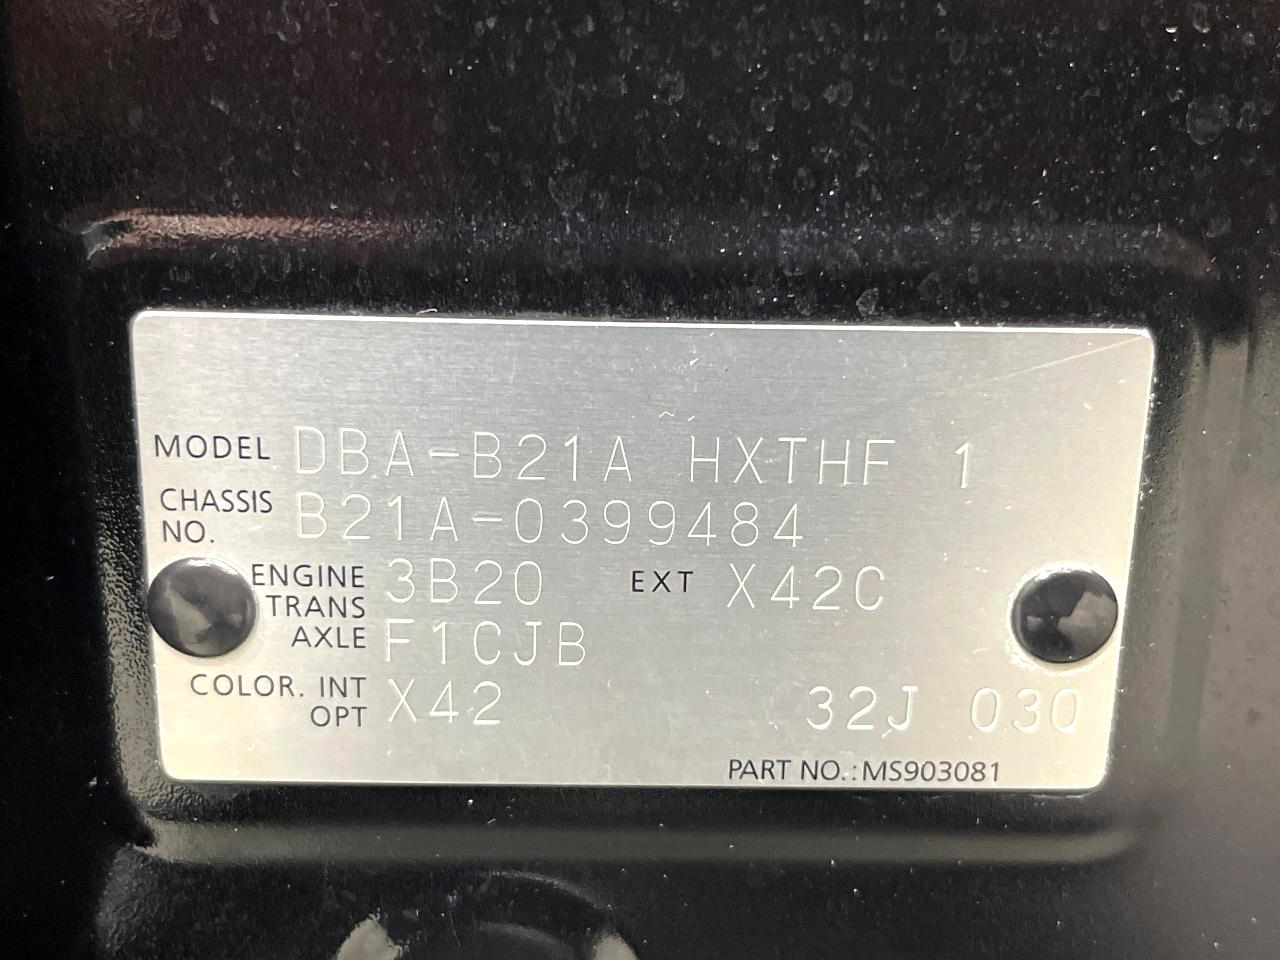 MODEL DBA-B21A HXTHF 1
CHASSIS NO. B21A-0399484
ENGINE 3B20 EXT X42C
TRANS AXLE F1CJB
COLOR. INT OPT X42 32J 030
PART NO.: MS903081